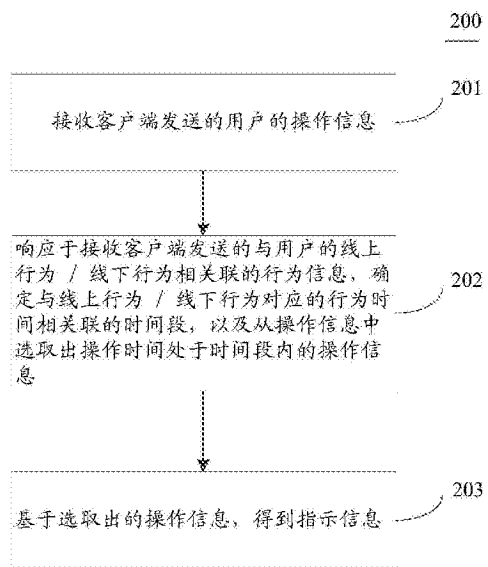 200
201
接收客户端发送的用户的操作信息
响应于接收客户端发送的与用户的线上
行为 / 线下行为相关联的行为信息，确
定与线上行为 / 线下行为对应的行为时
间相关联的时间段，以及从操作信息中
选取出操作时间处于时间段内的操作信
息
202
基于选取出的操作信息，得到指示信息
203